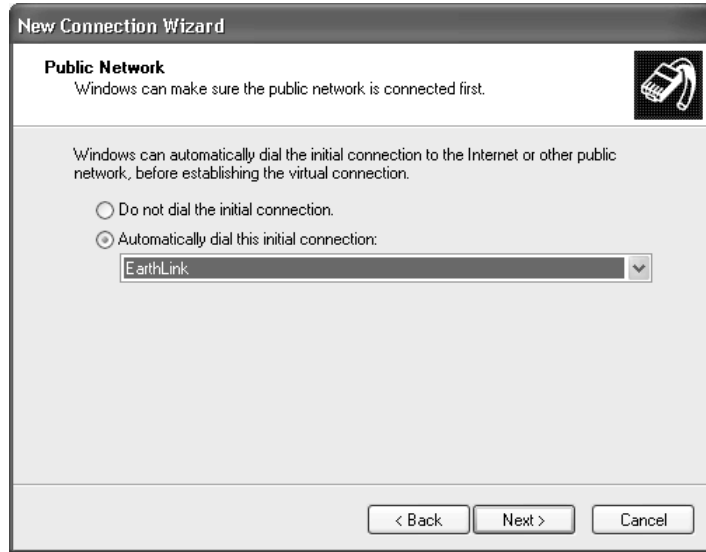 New Connection Wizard
Public Network
Windows can make sure the public network is connected first.
Windows can automatically dial the initial connection to the Internet or other public
network, before establishing the virtual connection.
Do not dial the initial connection.
Automatically dial this initial connection:
EarthLink
< Back Next > Cancel